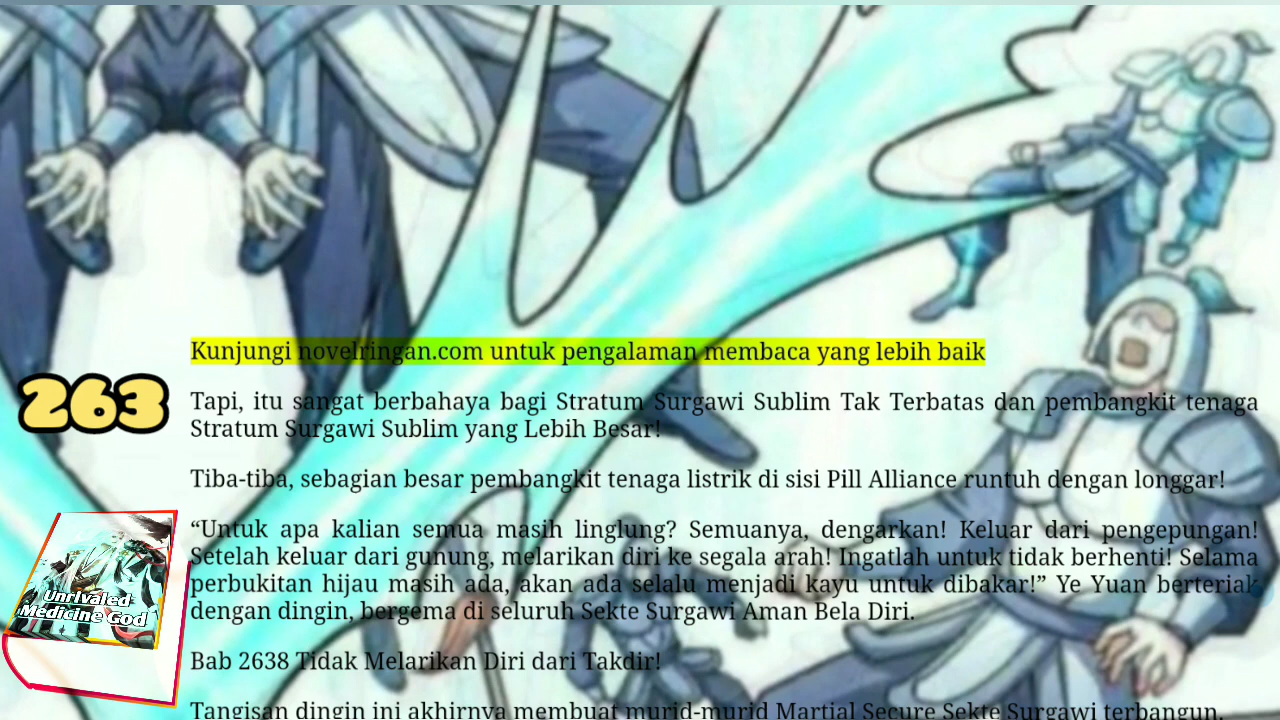 Kunjungi novelringan.com untuk pengalaman membaca yang lebih baik
263
Tapi, itu sangat berbahaya bagi Stratum Surgawi Sublim Tak Terbatas dan pembangkit tenaga
Stratum Surgawi Sublim yang Lebih Besar!
Tiba-tiba, sebagian besar pembangkit tenaga listrik di sisi Pill Alliance runtuh dengan longgar!
“Untuk apa kalian semua masih linglung? Semuanya, dengarkan! Keluar dari pengepungan!
Setelah keluar dari gunung, melarikan diri ke segala arah! Ingatlah untuk tidak berhenti! Selama
perbukitan hijau masih ada, akan ada selalu menjadi kayu untuk dibakar!” Ye Yuan berteriak
dengan dingin, bergema di seluruh Sekte Surgawi Aman Bela Diri.
Unrivaled
Medicine God
Bab 2638 Tidak Melarikan Diri dari Takdir!
Tangisan dingin ini akhirnya membuat murid-murid Martial Secure Sekte Surgawi terbangun.